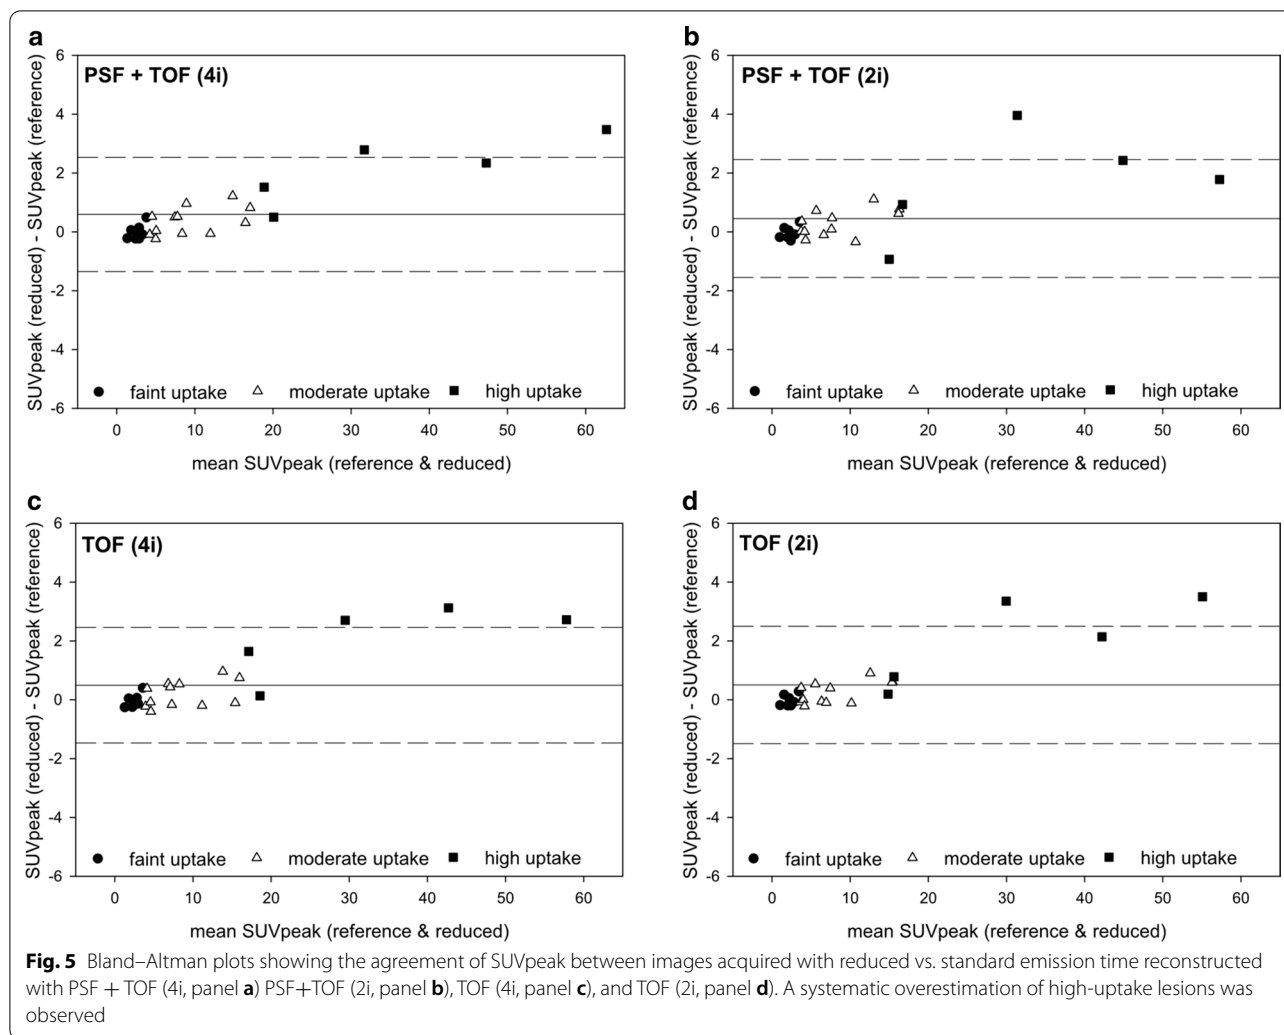 a
PSF + TOF (4i)
SUVpeak (reduced) - SUVpeak (reference)
6
4
2
0
-2
-4
-6
faint uptake
moderate uptake
high uptake
0 10 20 30 40 50 60
mean SUVpeak (reference & reduced)
b
PSF + TOF (2i)
SUVpeak (reduced) - SUVpeak (reference)
6
4
2
0
-2
-4
-6
faint uptake
moderate uptake
high uptake
0 10 20 30 40 50 60
mean SUVpeak (reference & reduced)
c
TOF (4i)
SUVpeak (reduced) - SUVpeak (reference)
6
4
2
0
-2
-4
-6
faint uptake
moderate uptake
high uptake
0 10 20 30 40 50 60
mean SUVpeak (reference & reduced)
d
TOF (2i)
SUVpeak (reduced) - SUVpeak (reference)
6
4
2
0
-2
-4
-6
faint uptake
moderate uptake
high uptake
0 10 20 30 40 50 60
mean SUVpeak (reference & reduced)
Fig. 5 Bland–Altman plots showing the agreement of SUVpeak between images acquired with reduced vs. standard emission time reconstructed
with PSF + TOF (4i, panel a) PSF+TOF (2i, panel b), TOF (4i, panel c), and TOF (2i, panel d). A systematic overestimation of high-uptake lesions was
observed